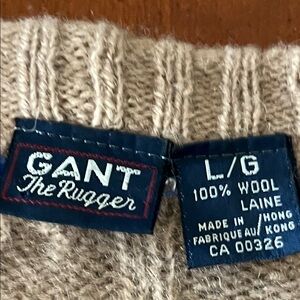 GANT
The Rugger
L/G
100% WOOL
LAINE
MADE IN / HONG
FABRIQUE AU / KONG
CA 00326